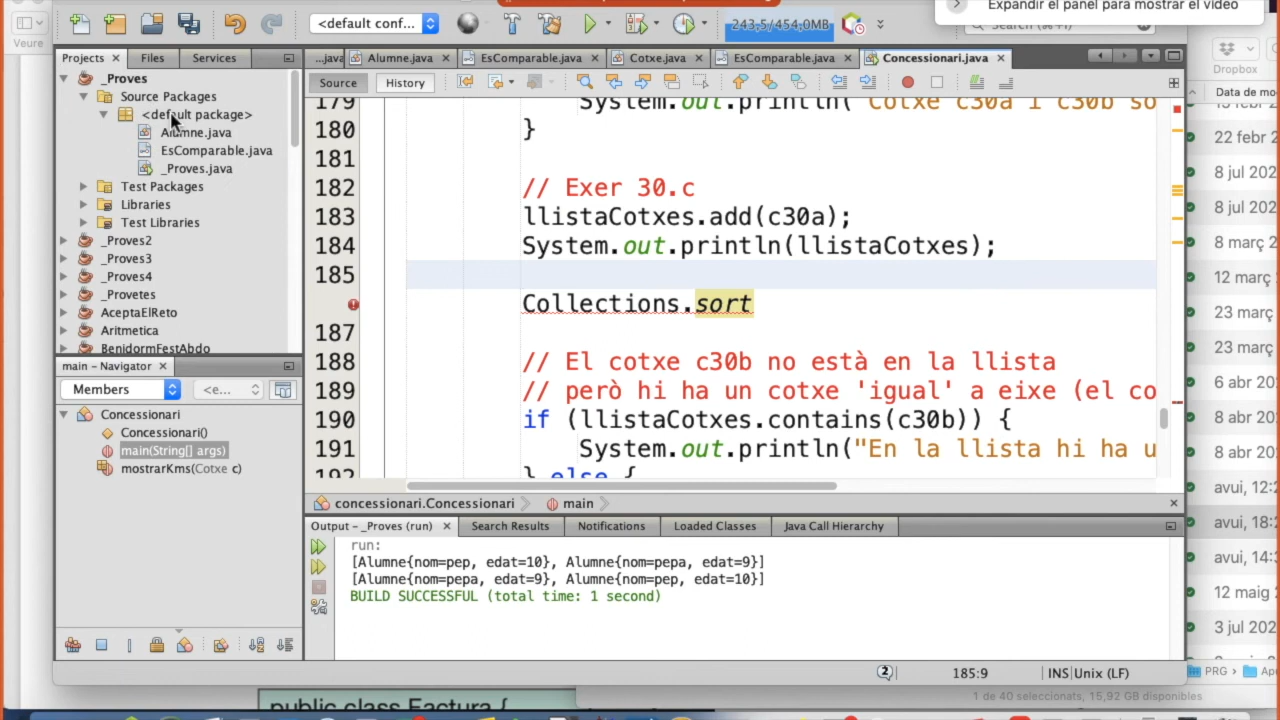 Expandir el panel para mostrar el vídeo
Veure
<default conf...
243,5/454,0MB
Search
Dropbox
Projects
Files
Services
...java
Alumne.java
EsComparable.java
Cotxe.java
EsComparable.java
Concessionari.java
Source
History
Data de mo
_Proves
Source Packages
<default package>
Alumne.java
EsComparable.java
_Proves.java
Test Packages
Libraries
Test Libraries
_Proves2
_Proves3
_Proves4
_Provetes
AceptaElReto
Aritmetica
BenidormFestAbdo
179 System.out.println("Cotxe c30a i c30b so
180 }
181
182 // Exer 30.c
183 llistaCotxes.add(c30a);
184 System.out.println(llistaCotxes);
185
Collections.sort
187
188 // El cotxe c30b no està en la llista
189 // però hi ha un cotxe 'igual' a eixe (el co
190 if (llistaCotxes.contains(c30b)) {
191 System.out.println("En la llista hi ha u
192 } else {
main - Navigator
Members
<e...
Concessionari
Concessionari()
main(String[] args)
mostrarKms(Cotxe c)
concessionari.Concessionari
main
Output - _Proves (run)
Search Results
Notifications
Loaded Classes
Java Call Hierarchy
run:
[Alumne{nom=pep, edat=10}, Alumne{nom=pepa, edat=9}]
[Alumne{nom=pepa, edat=9}, Alumne{nom=pep, edat=10}]
BUILD SUCCESSFUL (total time: 1 second)
2
185:9
INS
Unix (LF)
22 febr 2
8 jul 202
8 jul 202
8 març 2
12 març
23 març
23 març
6 abr 202
8 abr 202
8 abr 202
avui, 12:2
avui, 18:2
avui, 14:3
12 maig
3 jul 202
PRG
1 de 40 seleccionats, 15,92 GB disponibles
public class Factura {